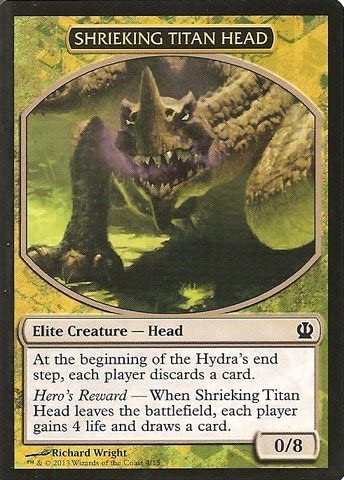 SHRIEKING TITAN HEAD
Elite Creature — Head
At the beginning of the Hydra's end
step, each player discards a card.
Hero's Reward — When Shrieking Titan
Head leaves the battlefield, each player
gains 4 life and draws a card.
Richard Wright
™ & © 2013 Wizards of the Coast 4/15
0/8